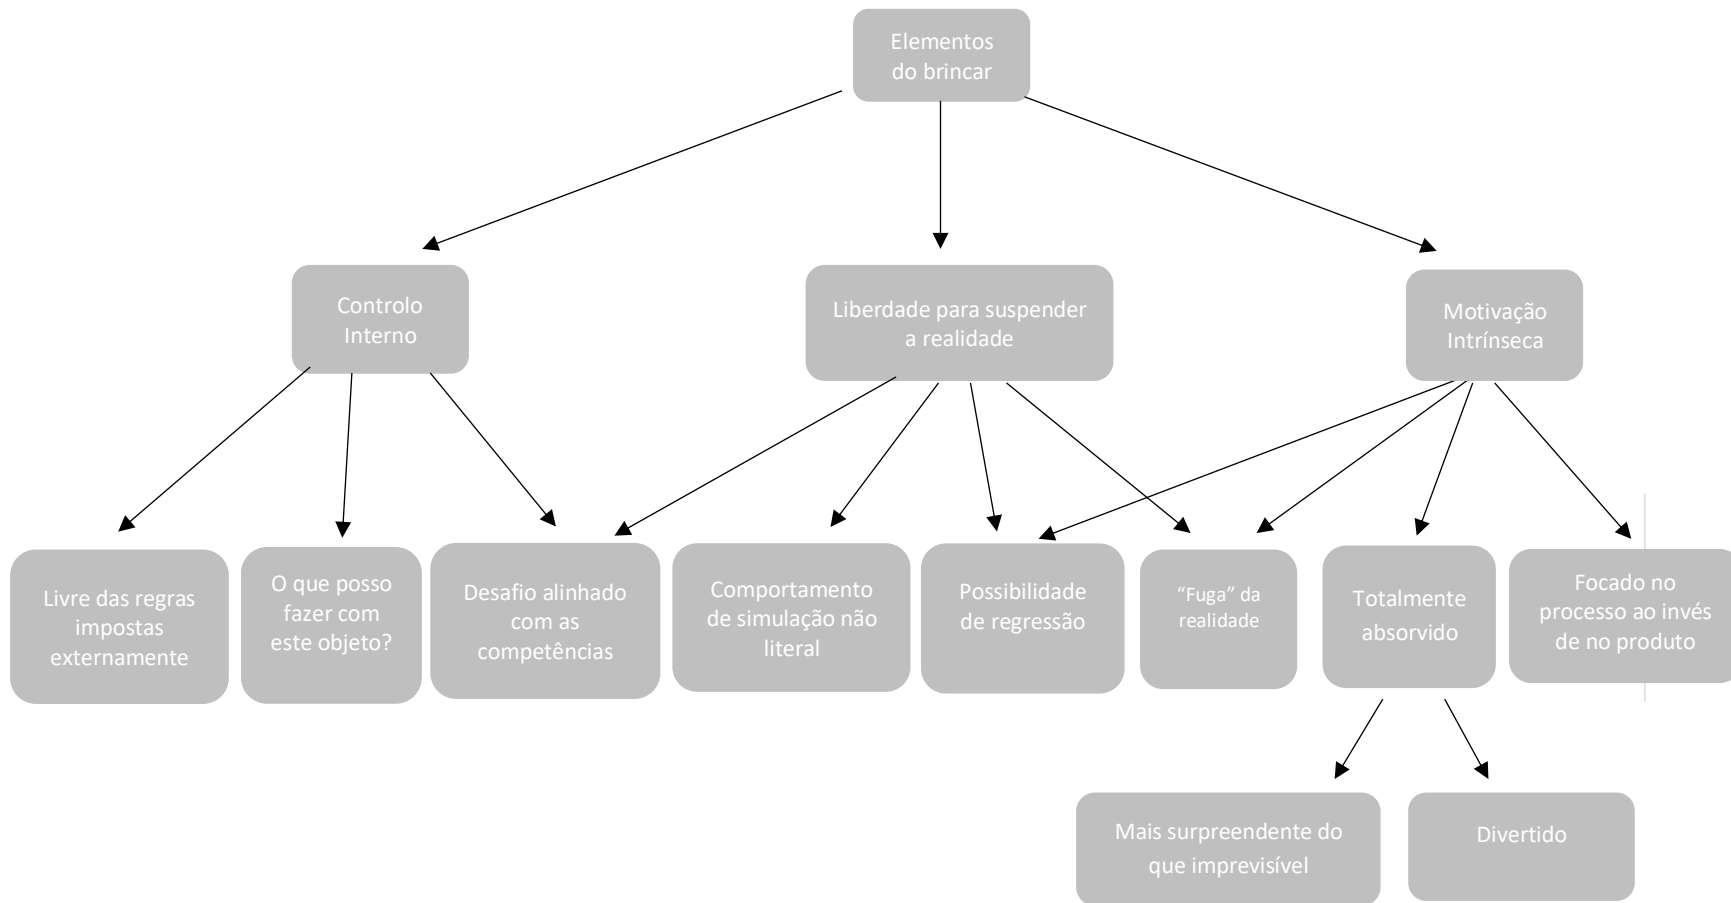 Elementos
do brincar
Controlo
Interno
Liberdade para suspender
a realidade
Motivação
Intrínseca
Livre das regras
impostas
externamente
O que posso
fazer com
este objeto?
Desafio alinhado
com as
competências
Comportamento
de simulação não
literal
Possibilidade
de regressão
“Fuga” da
realidade
Totalmente
absorvido
Focado no
processo ao invés
de no produto
Mais surpreendente do
que imprevisível
Divertido